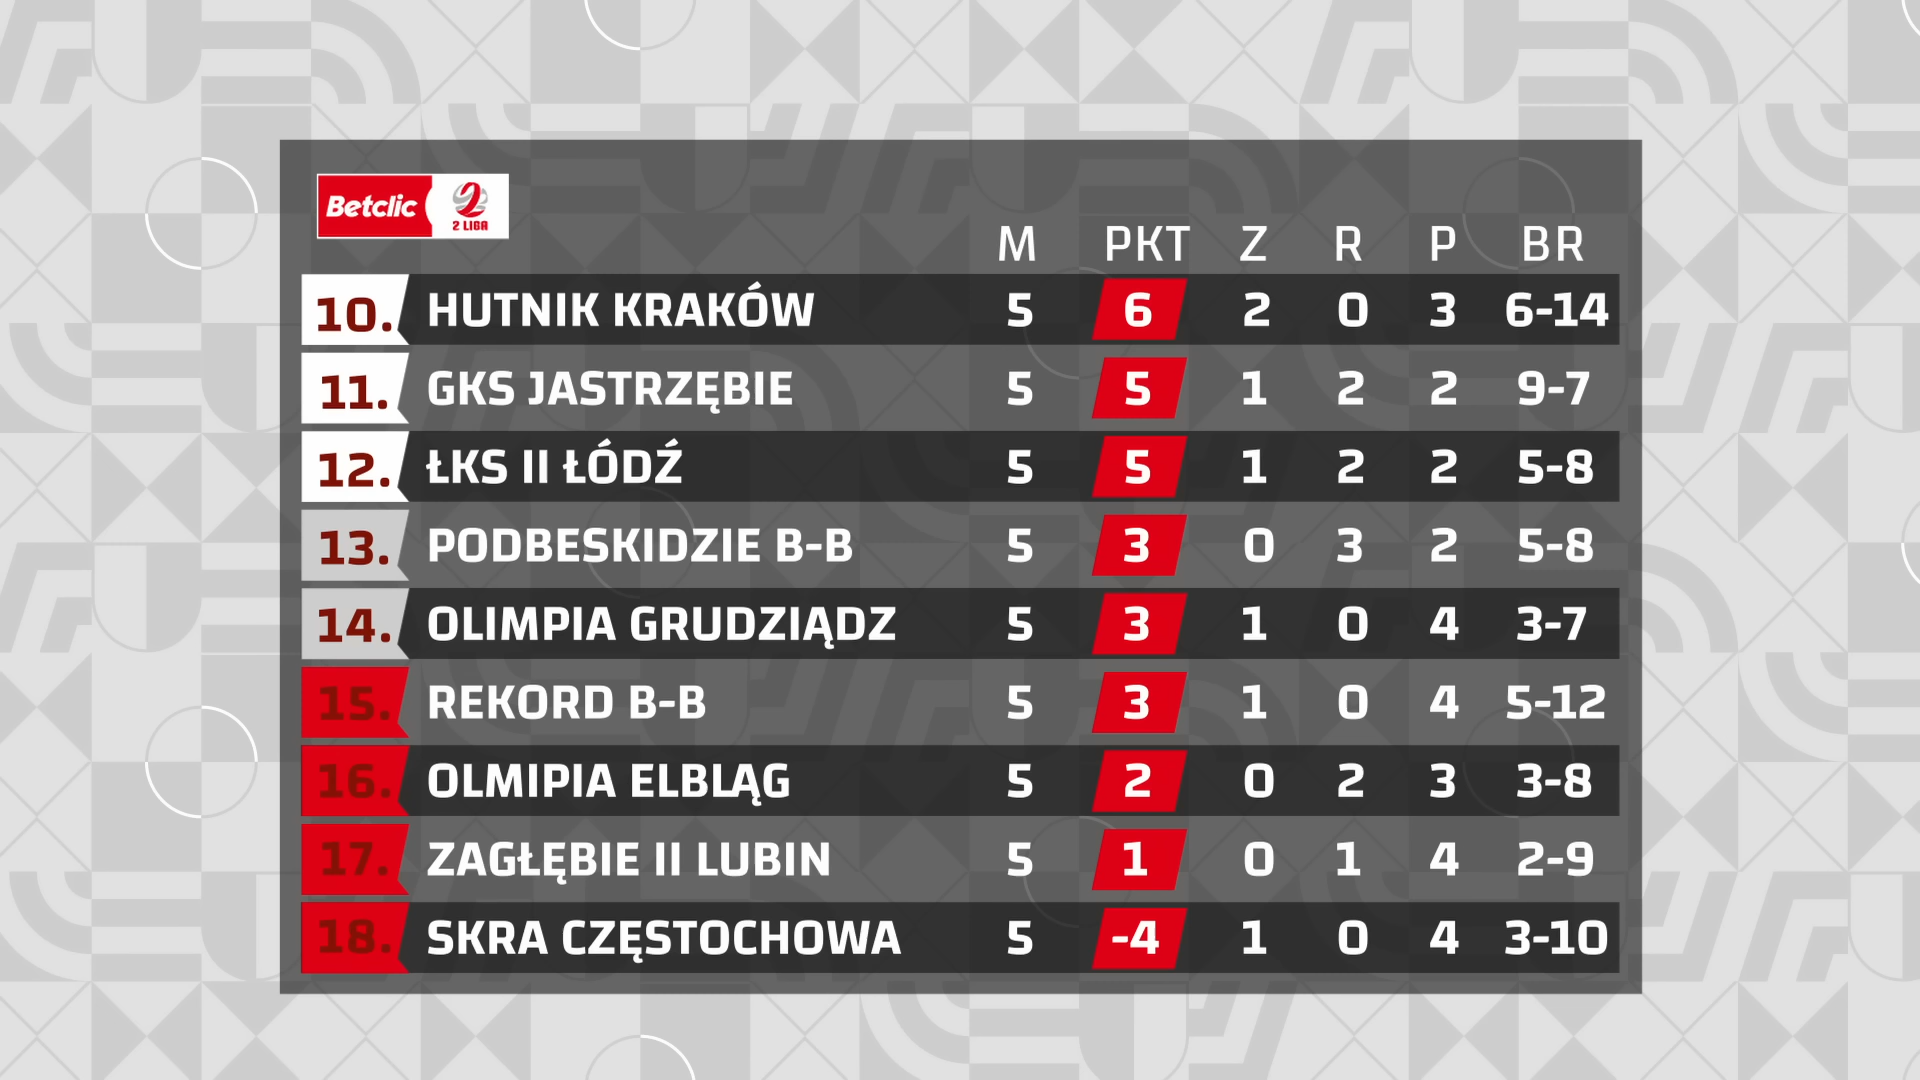 Betclic 2 LIGA
M PKT Z R P BR
10. HUTNIK KRAKÓW 5 6 2 0 3 6-14
11. GKS JASTRZĘBIE 5 5 1 2 2 9-7
12. ŁKS II ŁÓDŹ 5 5 1 2 2 5-8
13. PODBESKIDZIE B-B 5 3 0 3 2 5-8
14. OLIMPIA GRUDZIĄDZ 5 3 1 0 4 3-7
15. REKORD B-B 5 3 1 0 4 5-12
16. OLMIPIA ELBLĄG 5 2 0 2 3 3-8
17. ZAGŁĘBIE II LUBIN 5 1 0 1 4 2-9
18. SKRA CZĘSTOCHOWA 5 -4 1 0 4 3-10